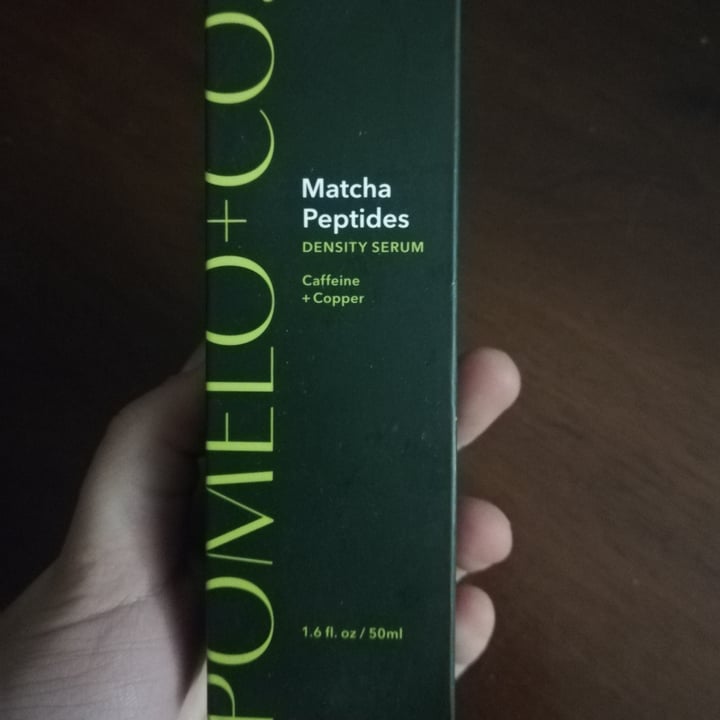 POMELO+CO.
Matcha
Peptides
DENSITY SERUM
Caffeine
+ Copper
1.6 fl. oz / 50ml